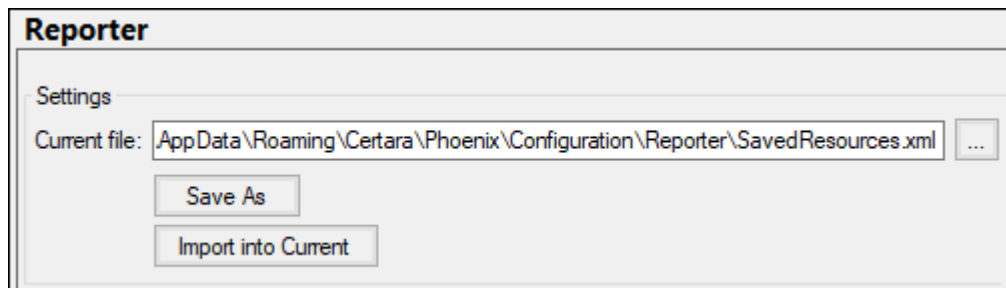 Reporter
Settings
Current file: AppData\Roaming\Certara\Phoenix\Configuration\Reporter\SavedResources.xml ...
Save As
Import into Current